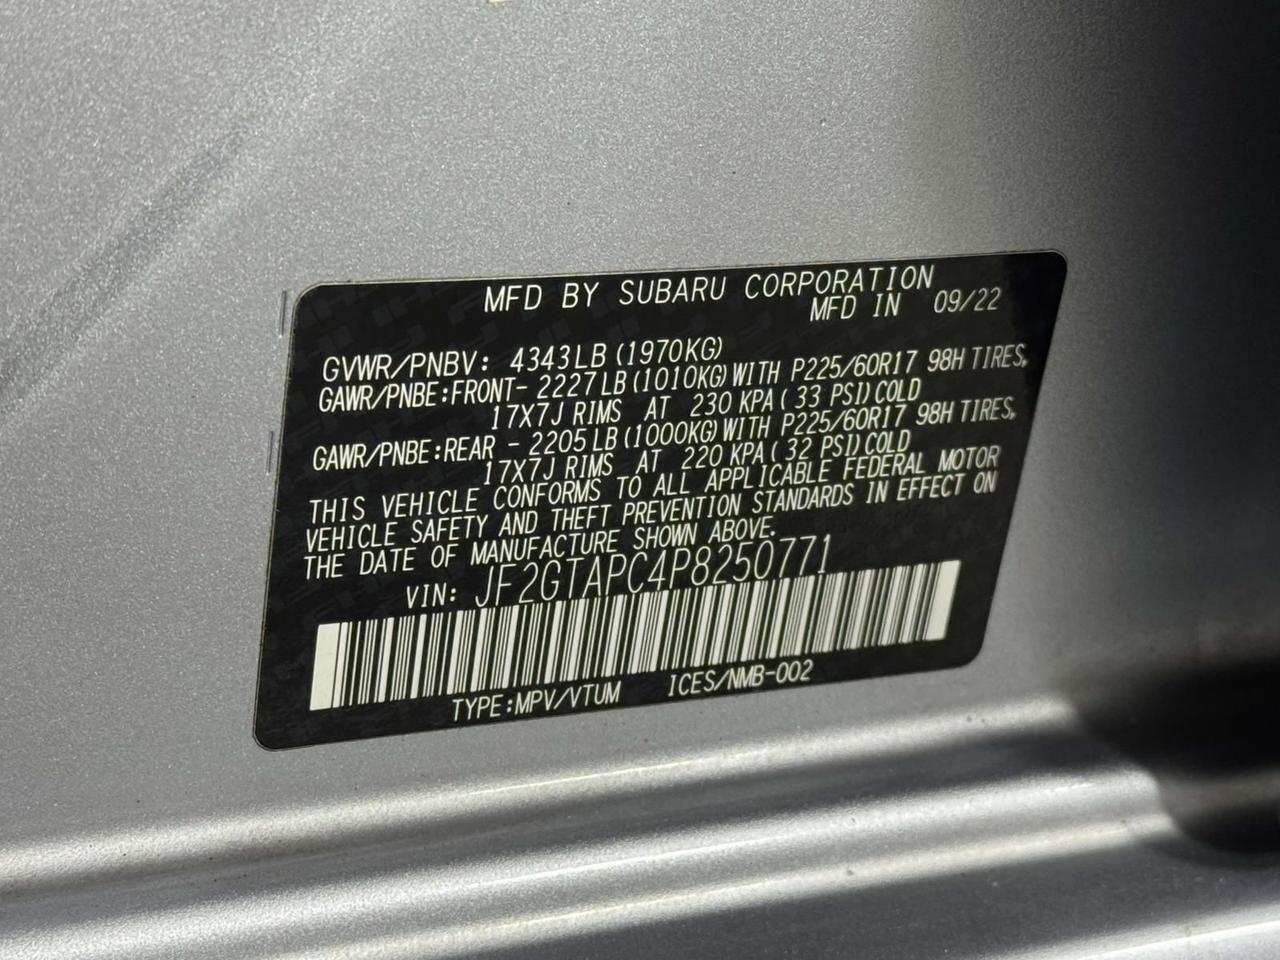 MFD BY SUBARU CORPORATION
MFD IN 09/22
GVWR/PNBV: 4343LB (1970KG)
GAWR/PNBE:FRONT- 2227LB (1010KG) WITH P225/60R17 98H TIRES,
17X7J RIMS AT 230 KPA ( 33 PSI) COLD
GAWR/PNBE:REAR - 2205LB (1000KG) WITH P225/60R17 98H TIRES,
17X7J RIMS AT 220 KPA ( 32 PSI) COLD
THIS VEHICLE CONFORMS TO ALL APPLICABLE FEDERAL MOTOR
VEHICLE SAFETY AND THEFT PREVENTION STANDARDS IN EFFECT ON
THE DATE OF MANUFACTURE SHOWN ABOVE.
VIN: JF2GTAPC4P8250771
TYPE:MPV/VTUM ICES/NMB-002